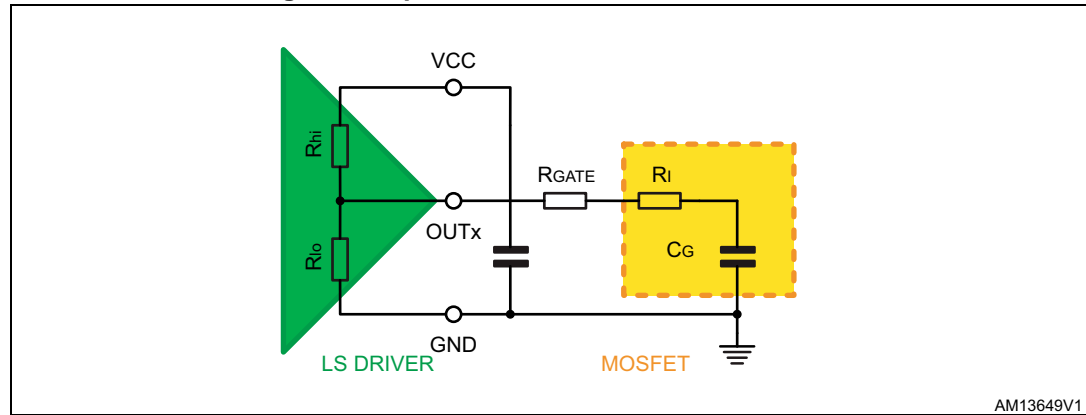 VCC
Rhi
RGATE
RI
OUTx
Rlo
CG
GND
LS DRIVER
MOSFET
AM13649V1